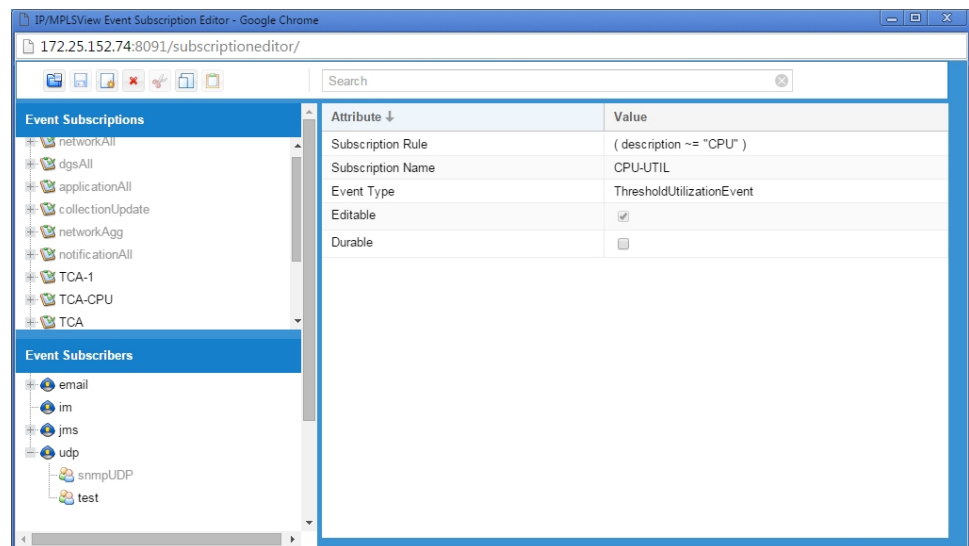 IP/MPLSView Event Subscription Editor - Google Chrome
172.25.152.74:8091/subscriptioneditor/
Search
Event Subscriptions
networkAll
dgsAll
applicationAll
collectionUpdate
networkAgg
notificationAll
TCA-1
TCA-CPU
TCA
Event Subscribers
email
im
jms
udp
snmpUDP
test
Attribute Value
Subscription Rule ( description ~= "CPU" )
Subscription Name CPU-UTIL
Event Type ThresholdUtilizationEvent
Editable
Durable